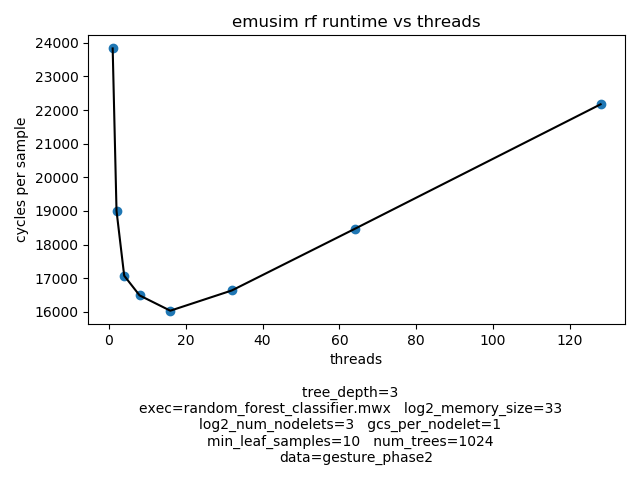 emusim rf runtime vs threads
24000
23000
22000
21000
20000
19000
18000
17000
16000
cycles per sample
0 20 40 60 80 100 120
threads
tree_depth=3
exec=random_forest_classifier.mwx log2_memory_size=33
log2_num_nodelets=3 gcs_per_nodelet=1
min_leaf_samples=10 num_trees=1024
data=gesture_phase2